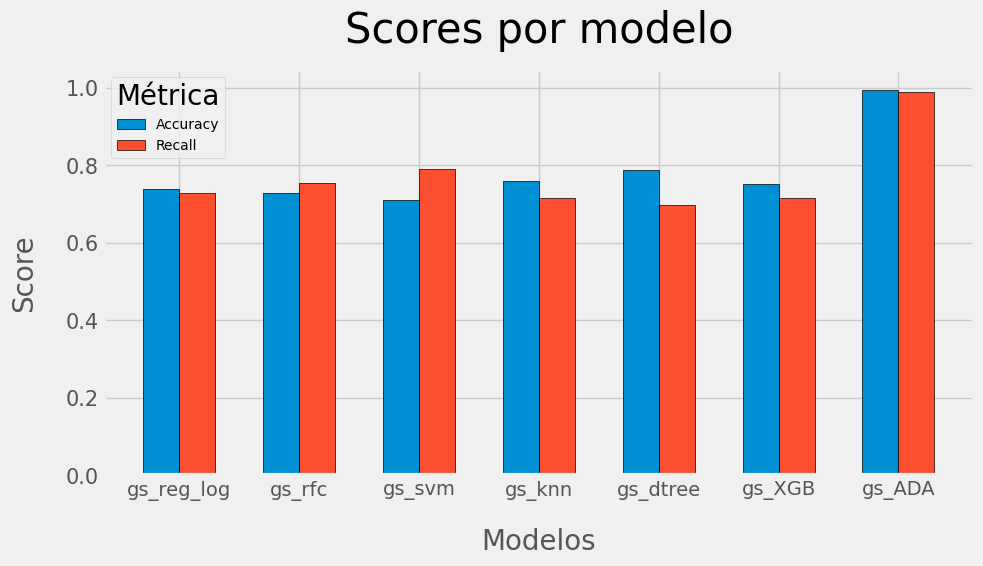 Scores por modelo
Métrica
Accuracy
Recall
Score
1.0
0.8
0.6
0.4
0.2
0.0
gs_reg_log gs_rfc gs_svm gs_knn gs_dtree gs_XGB gs_ADA
Modelos